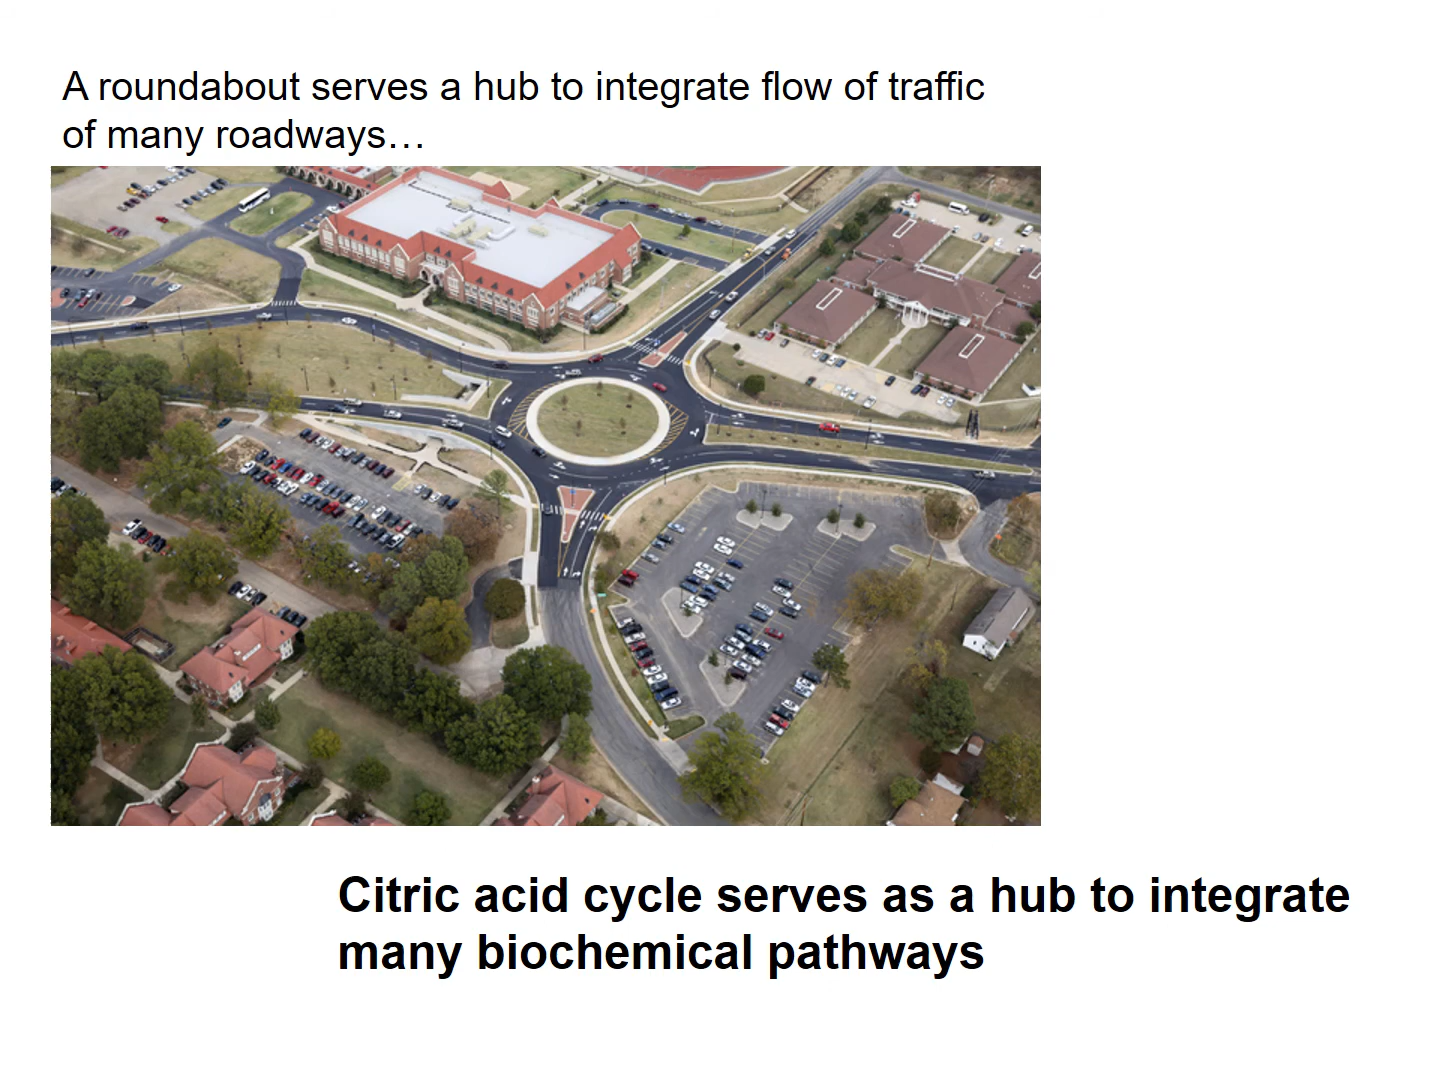 A roundabout serves a hub to integrate flow of traffic
of many roadways…
Citric acid cycle serves as a hub to integrate
many biochemical pathways